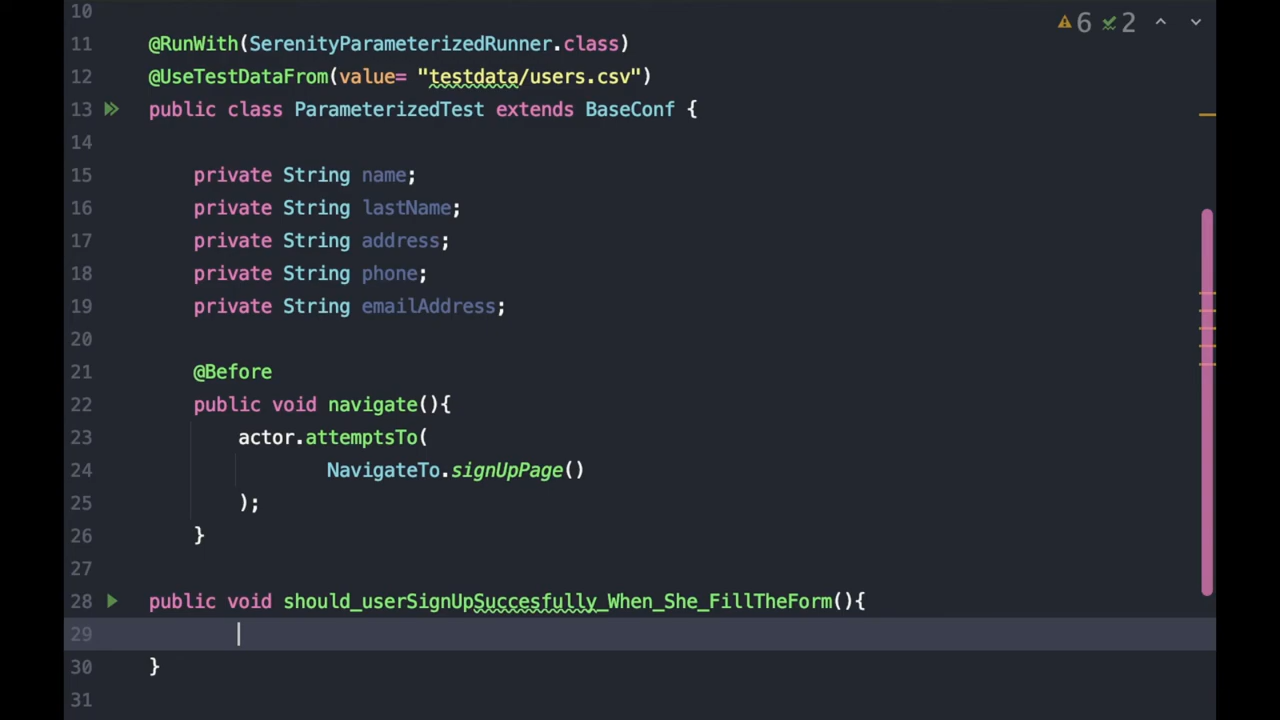 10
6 2
11 @RunWith(SerenityParameterizedRunner.class)
12 @UseTestDataFrom(value= "testdata/users.csv")
13 public class ParameterizedTest extends BaseConf {
14
15 private String name;
16 private String lastName;
17 private String address;
18 private String phone;
19 private String emailAddress;
20
21 @Before
22 public void navigate(){
23 actor.attemptsTo(
24 NavigateTo.signUpPage()
25 );
26 }
27
28 public void should_userSignUpSuccesfully_When_She_FillTheForm(){
29
30 }
31